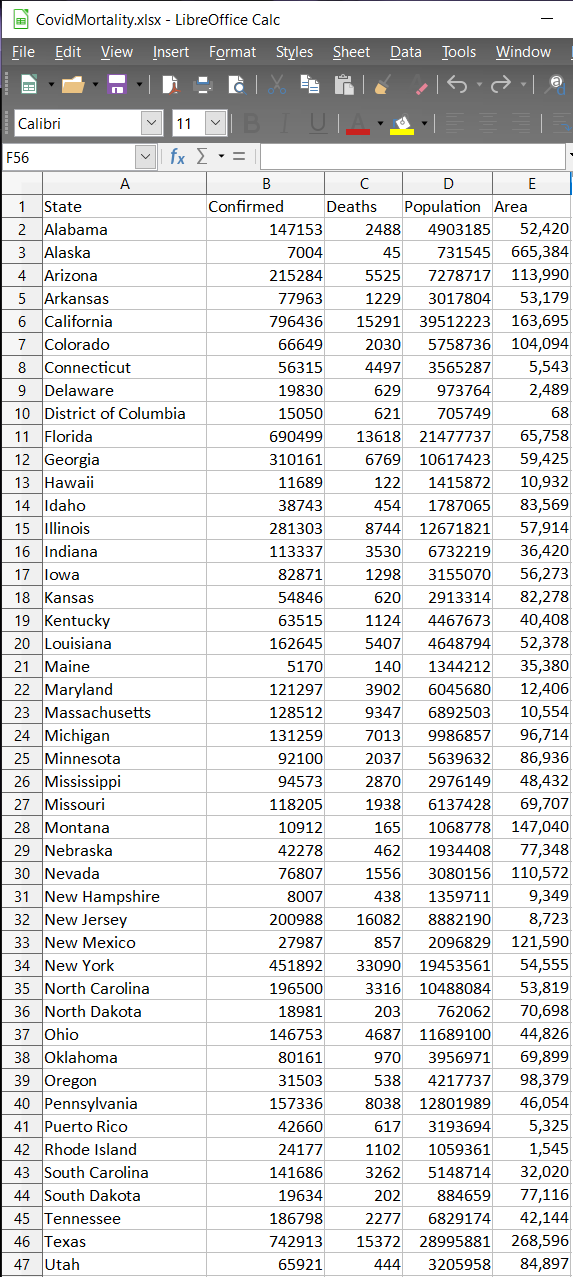 CovidMortality.xlsx - LibreOffice Calc
File Edit View Insert Format Styles Sheet Data Tools Window
Calibri 11 B I U A
F56 fx Σ =
A B C D E
1 State Confirmed Deaths Population Area
2 Alabama 147153 2488 4903185 52,420
3 Alaska 7004 45 731545 665,384
4 Arizona 215284 5525 7278717 113,990
5 Arkansas 77963 1229 3017804 53,179
6 California 796436 15291 39512223 163,695
7 Colorado 66649 2030 5758736 104,094
8 Connecticut 56315 4497 3565287 5,543
9 Delaware 19830 629 973764 2,489
10 District of Columbia 15050 621 705749 68
11 Florida 690499 13618 21477737 65,758
12 Georgia 310161 6769 10617423 59,425
13 Hawaii 11689 122 1415872 10,932
14 Idaho 38743 454 1787065 83,569
15 Illinois 281303 8744 12671821 57,914
16 Indiana 113337 3530 6732219 36,420
17 Iowa 82871 1298 3155070 56,273
18 Kansas 54846 620 2913314 82,278
19 Kentucky 63515 1124 4467673 40,408
20 Louisiana 162645 5407 4648794 52,378
21 Maine 5170 140 1344212 35,380
22 Maryland 121297 3902 6045680 12,406
23 Massachusetts 128512 9347 6892503 10,554
24 Michigan 131259 7013 9986857 96,714
25 Minnesota 92100 2037 5639632 86,936
26 Mississippi 94573 2870 2976149 48,432
27 Missouri 118205 1938 6137428 69,707
28 Montana 10912 165 1068778 147,040
29 Nebraska 42278 462 1934408 77,348
30 Nevada 76807 1556 3080156 110,572
31 New Hampshire 8007 438 1359711 9,349
32 New Jersey 200988 16082 8882190 8,723
33 New Mexico 27987 857 2096829 121,590
34 New York 451892 33090 19453561 54,555
35 North Carolina 196500 3316 10488084 53,819
36 North Dakota 18981 203 762062 70,698
37 Ohio 146753 4687 11689100 44,826
38 Oklahoma 80161 970 3956971 69,899
39 Oregon 31503 538 4217737 98,379
40 Pennsylvania 157336 8038 12801989 46,054
41 Puerto Rico 42660 617 3193694 5,325
42 Rhode Island 24177 1102 1059361 1,545
43 South Carolina 141686 3262 5148714 32,020
44 South Dakota 19634 202 884659 77,116
45 Tennessee 186798 2277 6829174 42,144
46 Texas 742913 15372 28995881 268,596
47 Utah 65921 444 3205958 84,897